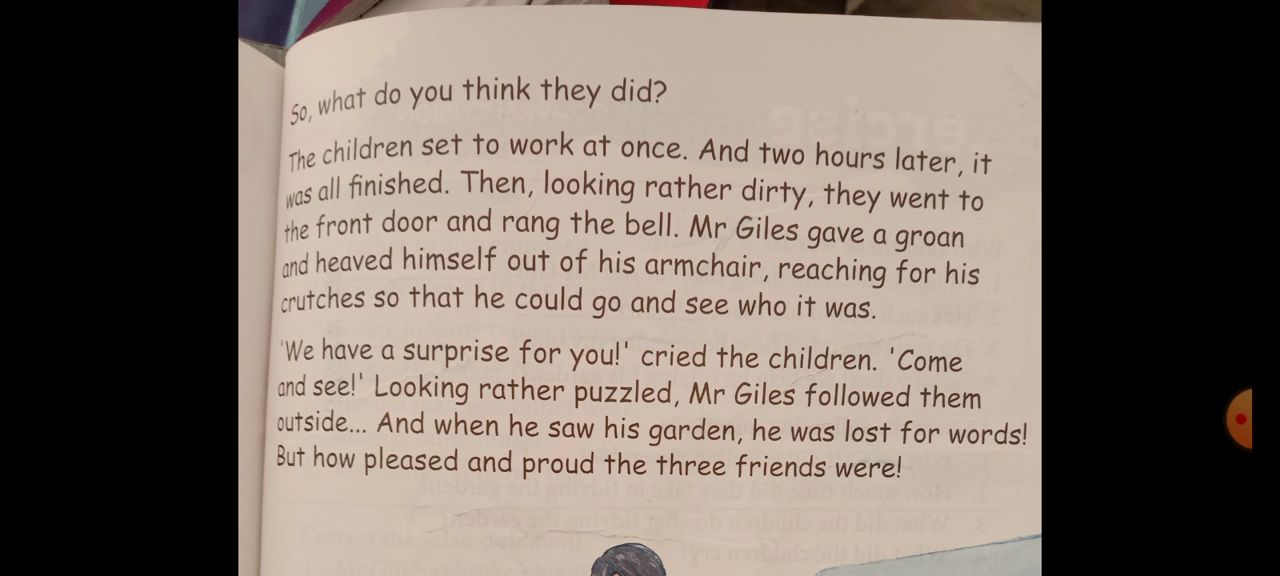 So, what do you think they did?
The children set to work at once. And two hours later, it
was all finished. Then, looking rather dirty, they went to
the front door and rang the bell. Mr Giles gave a groan
and heaved himself out of his armchair, reaching for his
crutches so that he could go and see who it was.
'We have a surprise for you!' cried the children. 'Come
and see!' Looking rather puzzled, Mr Giles followed them
outside... And when he saw his garden, he was lost for words!
But how pleased and proud the three friends were!